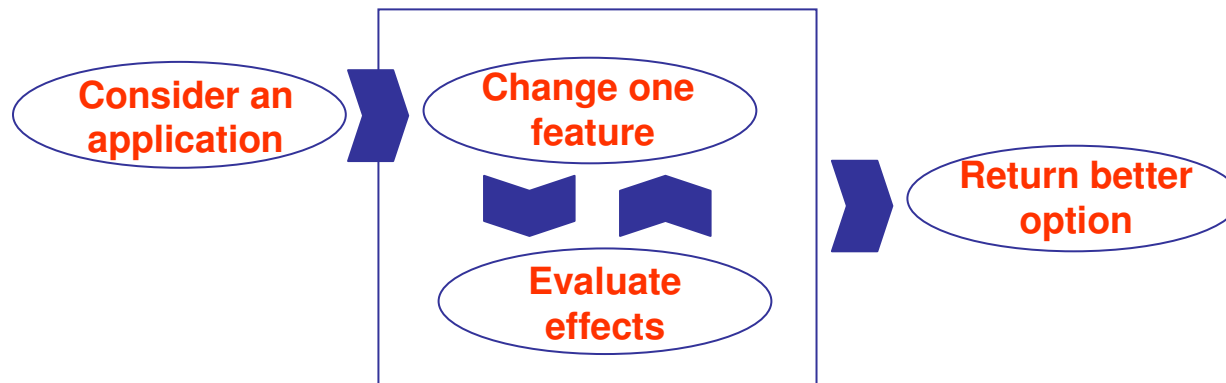 Consider an
application
Change one
feature
Evaluate
effects
Return better
option